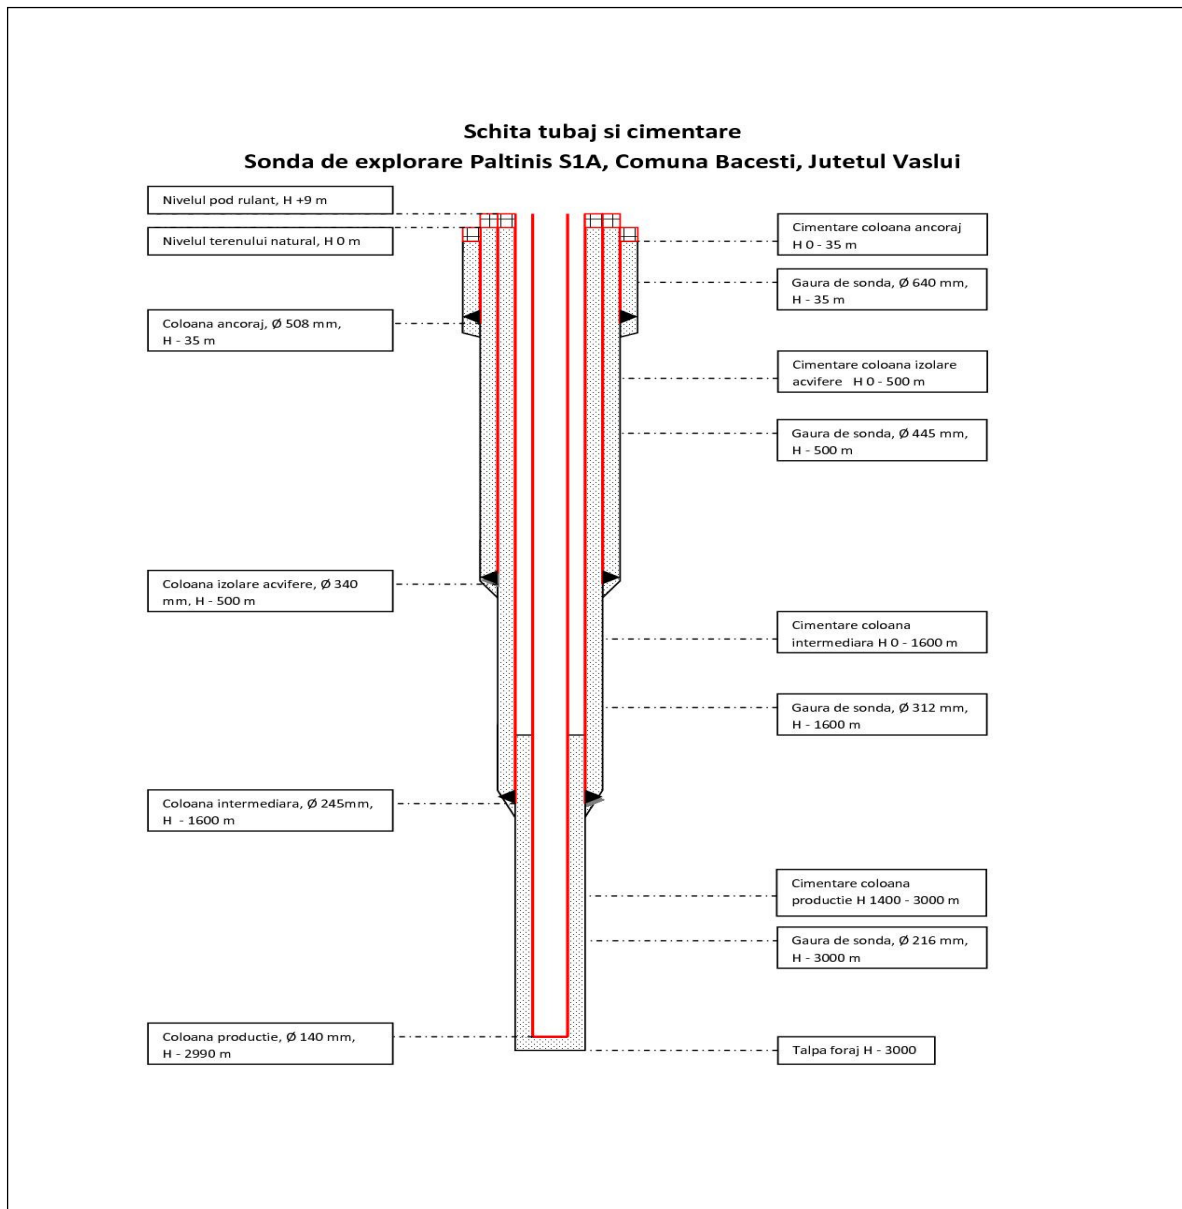 Schita tubaj si cimentare
Sonda de explorare Paltinis S1A, Comuna Bacesti, Jutetul Vaslui
Nivelul pod rulant, H +9 m
Nivelul terenului natural, H 0 m
Coloana ancoraj, Ø 508 mm,
H - 35 m
Coloana izolare acvifere, Ø 340
mm, H - 500 m
Coloana intermediara, Ø 245mm,
H - 1600 m
Coloana productie, Ø 140 mm,
H - 2990 m
Cimentare coloana ancoraj
H 0 - 35 m
Gaura de sonda, Ø 640 mm,
H - 35 m
Cimentare coloana izolare
acvifere H 0 - 500 m
Gaura de sonda, Ø 445 mm,
H - 500 m
Cimentare coloana
intermediara H 0 - 1600 m
Gaura de sonda, Ø 312 mm,
H - 1600 m
Cimentare coloana
productie H 1400 - 3000 m
Gaura de sonda, Ø 216 mm,
H - 3000 m
Talpa foraj H - 3000